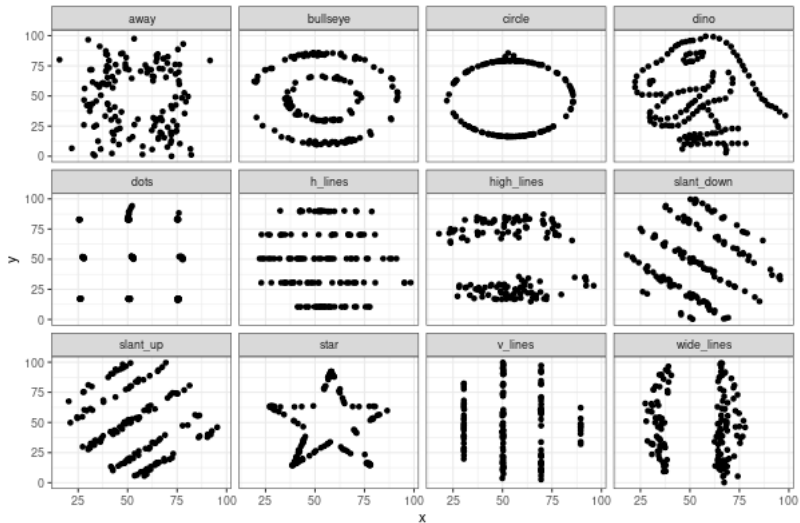 away bullseye circle dino
100
75
50
25
0
dots h_lines high_lines slant_down
100
75
50
25
0
y
slant_up star v_lines wide_lines
100
75
50
25
0
25 50 75 100 25 50 75 100 25 50 75 100 25 50 75 100
x